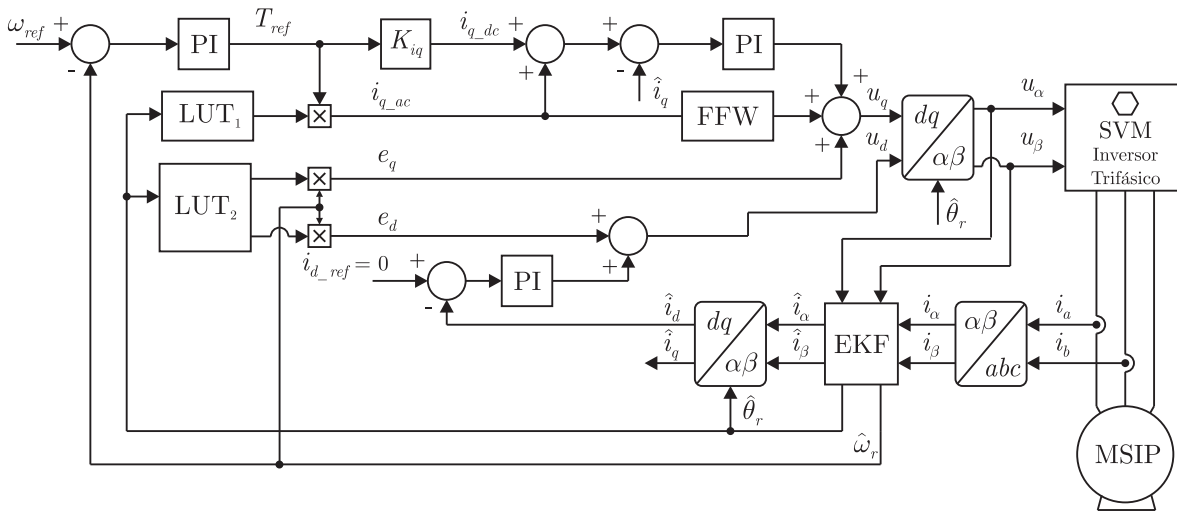 ω_ref + - PI T_ref K_iq i_q_dc + + + - PI +
LUT₁ × i_q_ac î_q FFW + +
u_q u_d dq αβ θ̂_r
u_α u_β SVM
Inversor
Trifásico
LUT₂ × e_q
× e_d + +
i_d_ref = 0 + - PI
î_d î_q dq αβ θ̂_r
î_α î_β EKF i_α i_β αβ abc i_a i_b
ω̂_r
MSIP